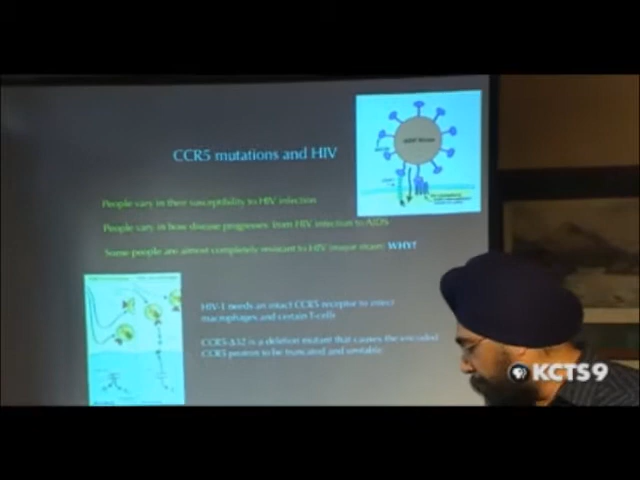 CCR5 mutations and HIV
People vary in their susceptibility to HIV infection
People vary in how disease progresses from HIV infection to AIDS
Some people are almost completely resistant to HIV (major strain) WHY?
HIV-1 needs an intact CCR5 receptor to infect
macrophages and certain T-cells
CCR5-Δ32 is a deletion mutant that causes the encoded
CCR5 protein to be truncated and unstable
KCTS9